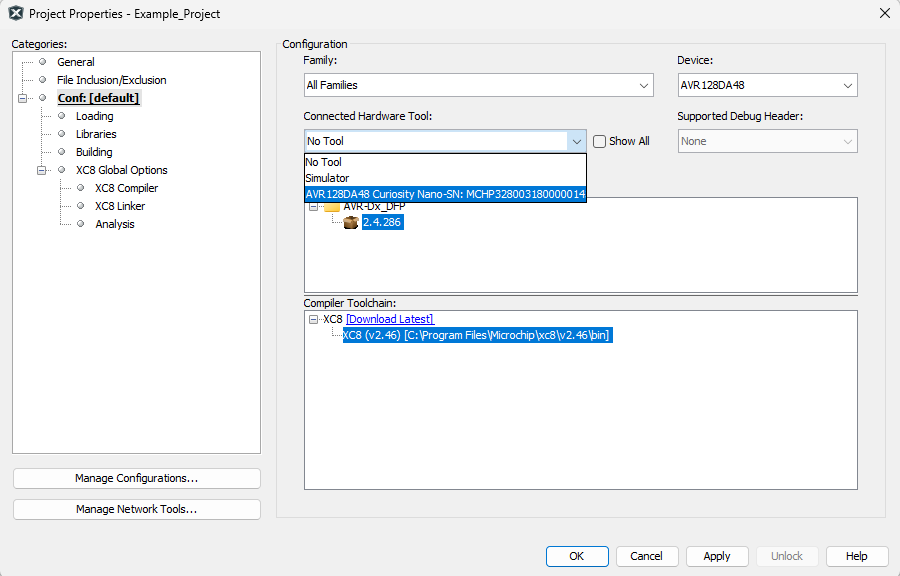 Project Properties - Example_Project
Categories:
General
File Inclusion/Exclusion
Conf: [default]
Loading
Libraries
Building
XC8 Global Options
XC8 Compiler
XC8 Linker
Analysis
Manage Configurations...
Manage Network Tools...
Configuration
Family:
Device:
All Families
AVR128DA48
Connected Hardware Tool:
Supported Debug Header:
No Tool
Show All
None
No Tool
Simulator
AVR128DA48 Curiosity Nano-SN: MCHP328003180000014
AVR-Dx_DFP
2.4.286
Compiler Toolchain:
XC8 [Download Latest]
XC8 (v2.46) [C:\Program Files\Microchip\xc8\v2.46\bin]
OK
Cancel
Apply
Unlock
Help